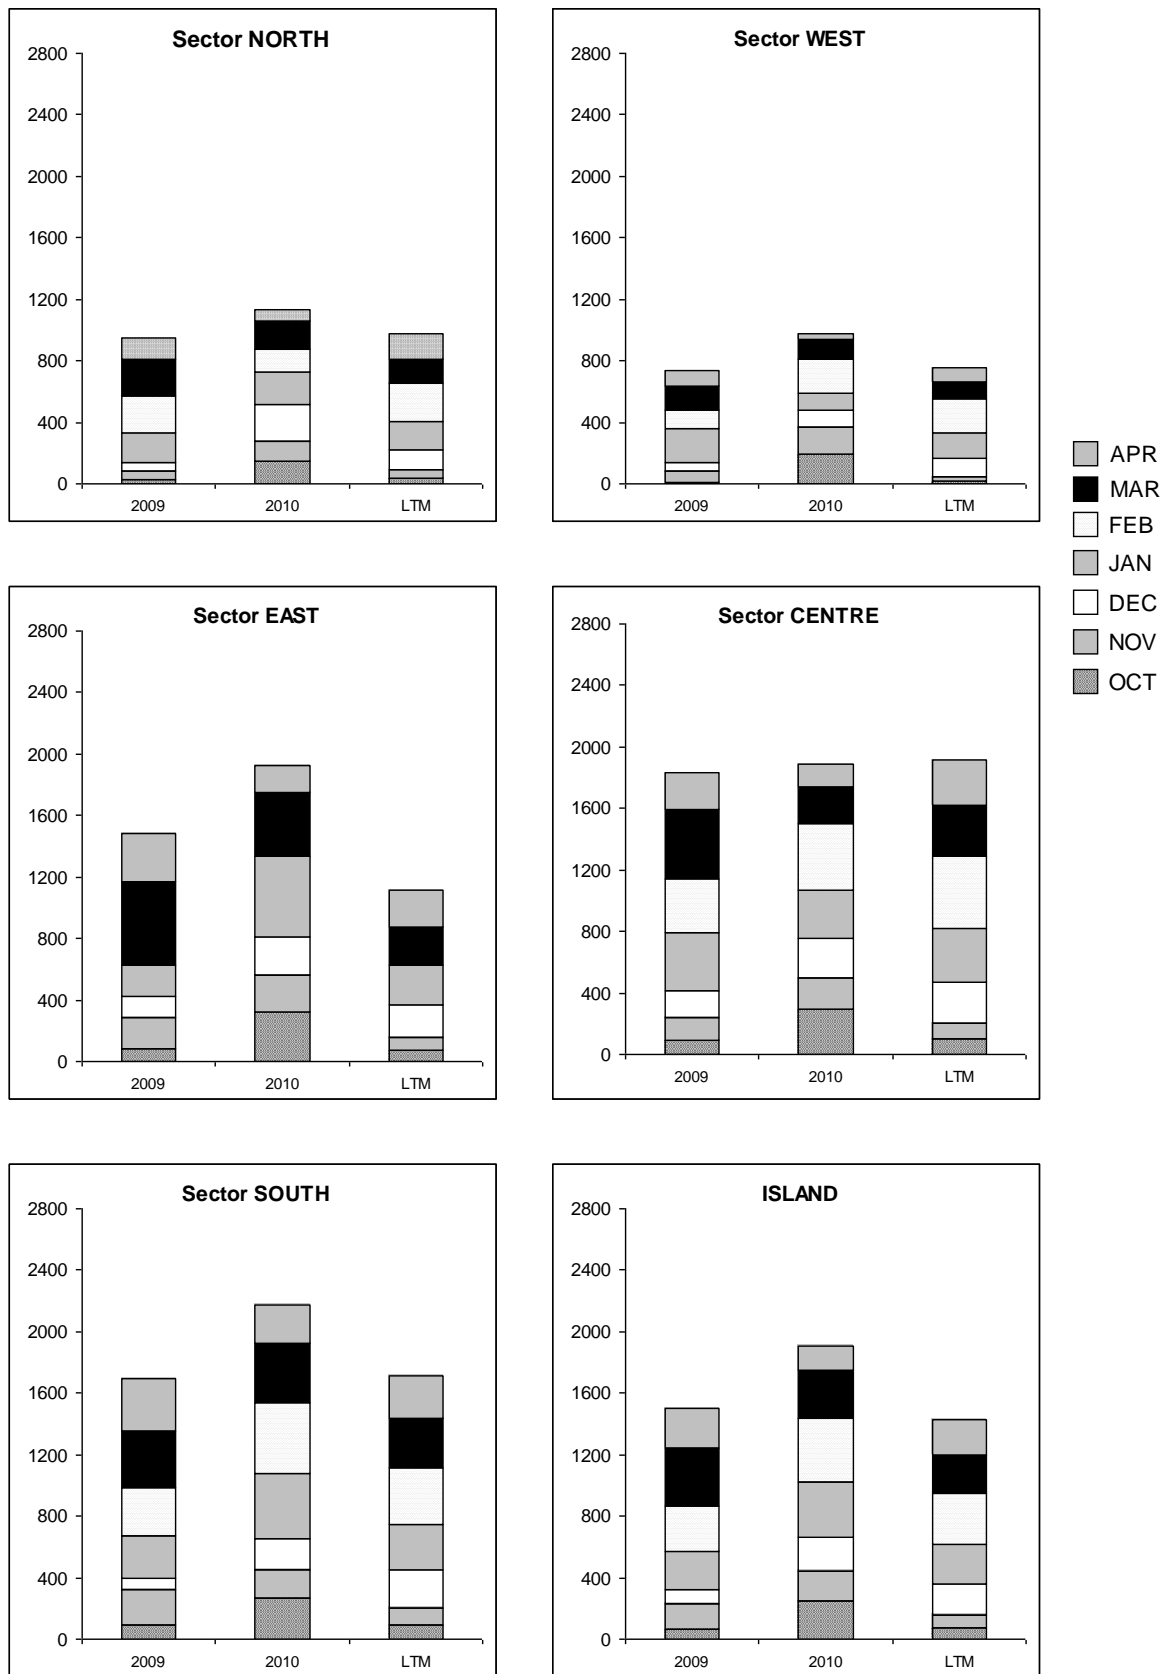 Sector NORTH
2800
2400
2000
1600
1200
800
400
0
2009 2010 LTM
Sector WEST
2800
2400
2000
1600
1200
800
400
0
2009 2010 LTM
APR
MAR
FEB
JAN
DEC
NOV
OCT
Sector EAST
2800
2400
2000
1600
1200
800
400
0
2009 2010 LTM
Sector CENTRE
2800
2400
2000
1600
1200
800
400
0
2009 2010 LTM
Sector SOUTH
2800
2400
2000
1600
1200
800
400
0
2009 2010 LTM
ISLAND
2800
2400
2000
1600
1200
800
400
0
2009 2010 LTM